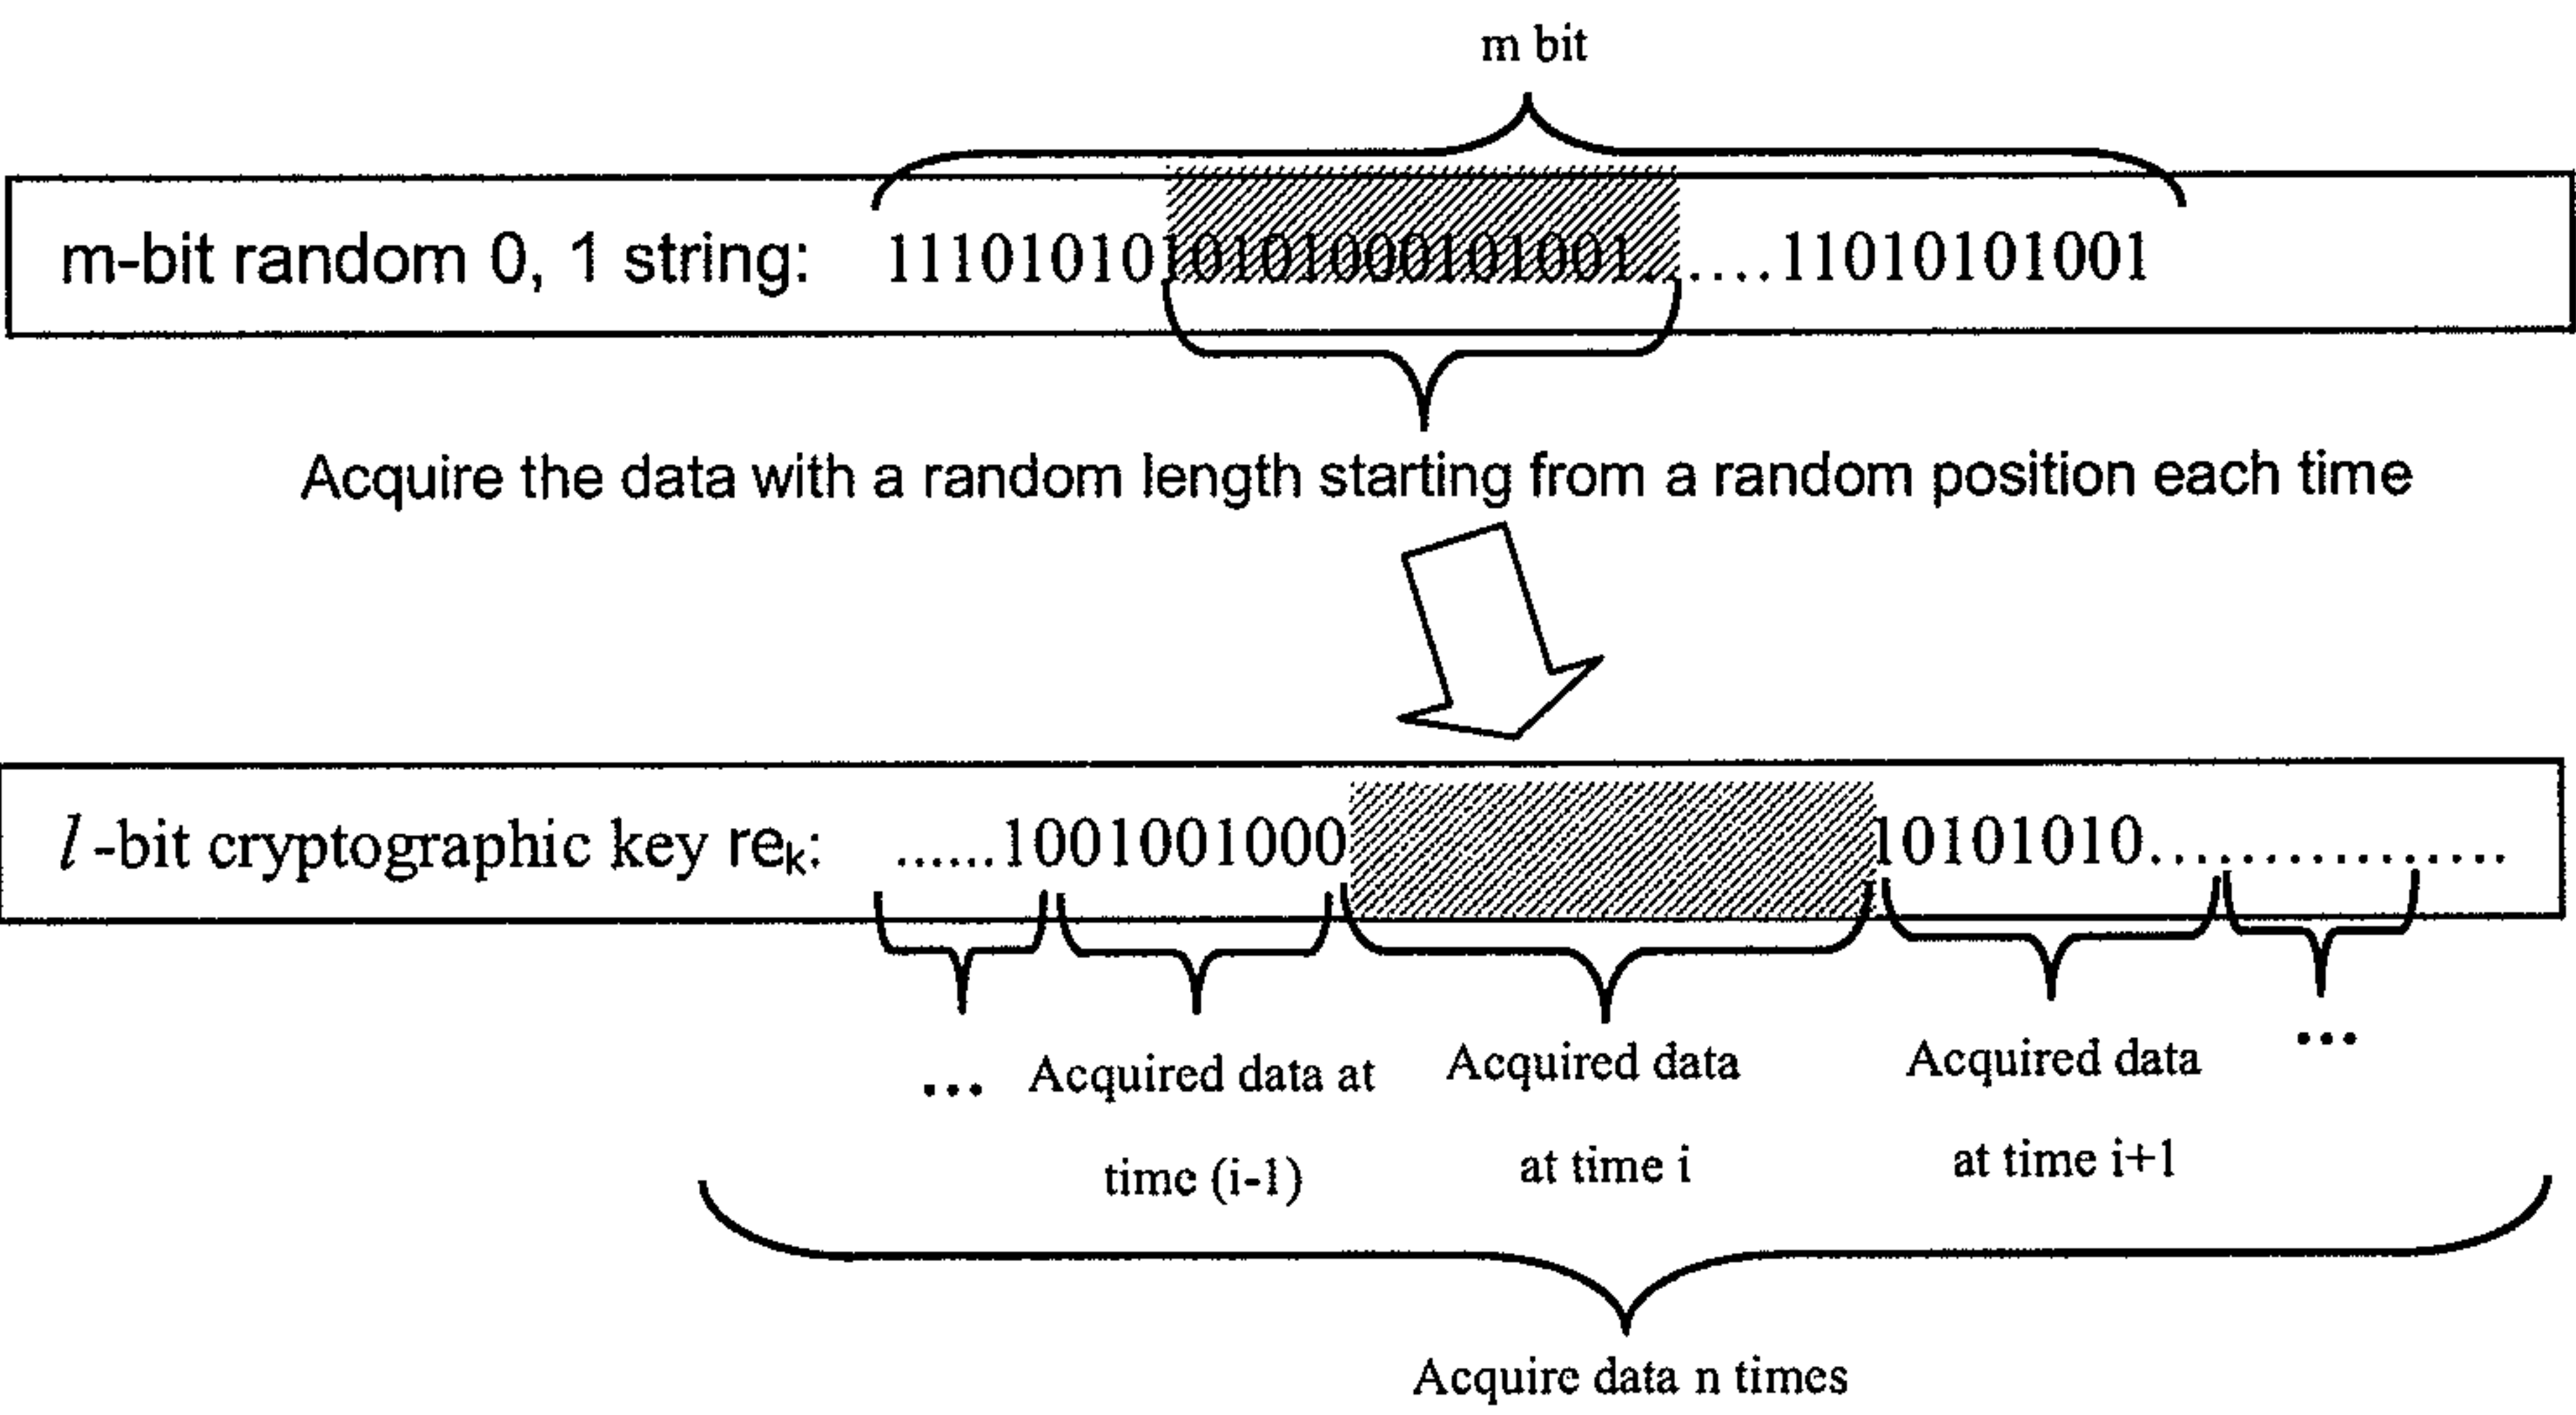 m bit
m-bit random 0, 1 string: 1110101010101000101001......11010101001
Acquire the data with a random length starting from a random position each time
l -bit cryptographic key rek: ......1001001000 10101010................
... Acquired data at
time (i-1)
Acquired data
at time i
Acquired data
at time i+1
...
Acquire data n times